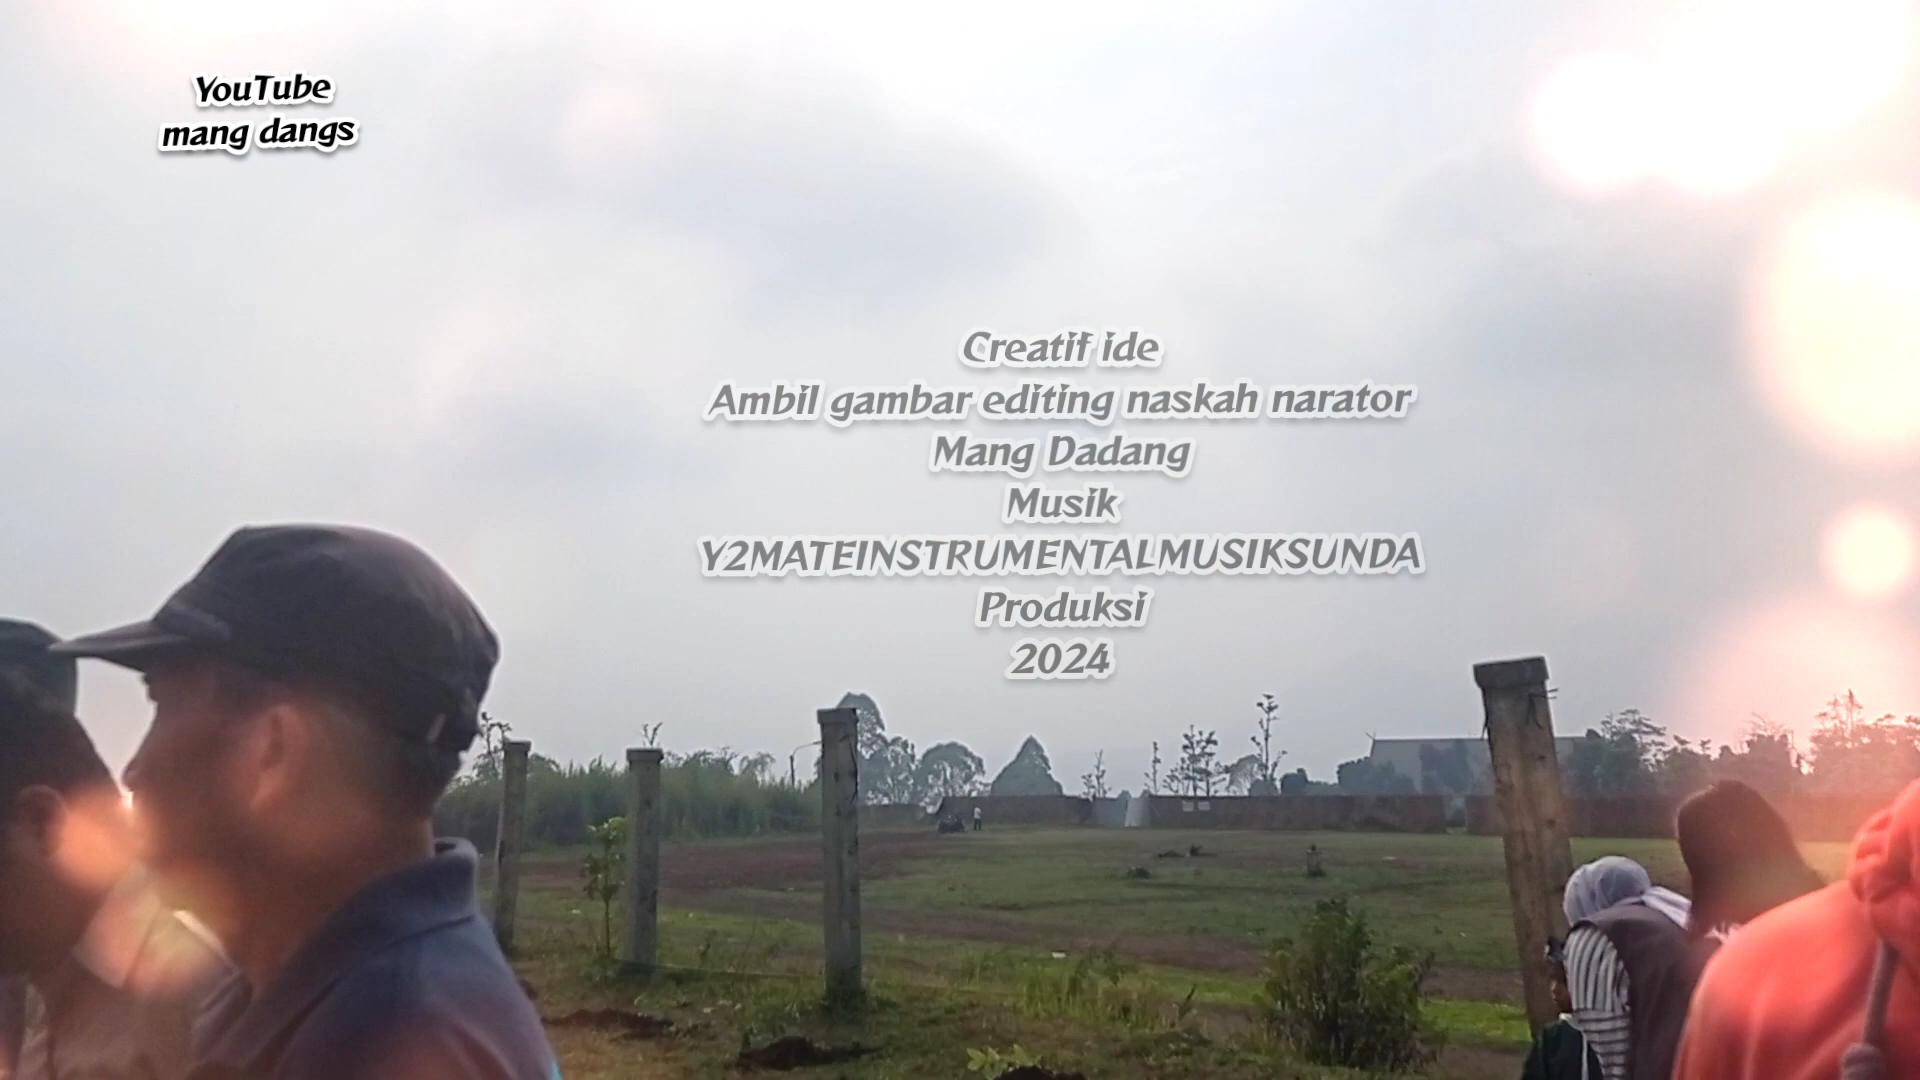 YouTube
mang dangs
Creatif ide
Ambil gambar editing naskah narator
Mang Dadang
Musik
Y2MATEINSTRUMENTALMUSIKSUNDA
Produksi
2024